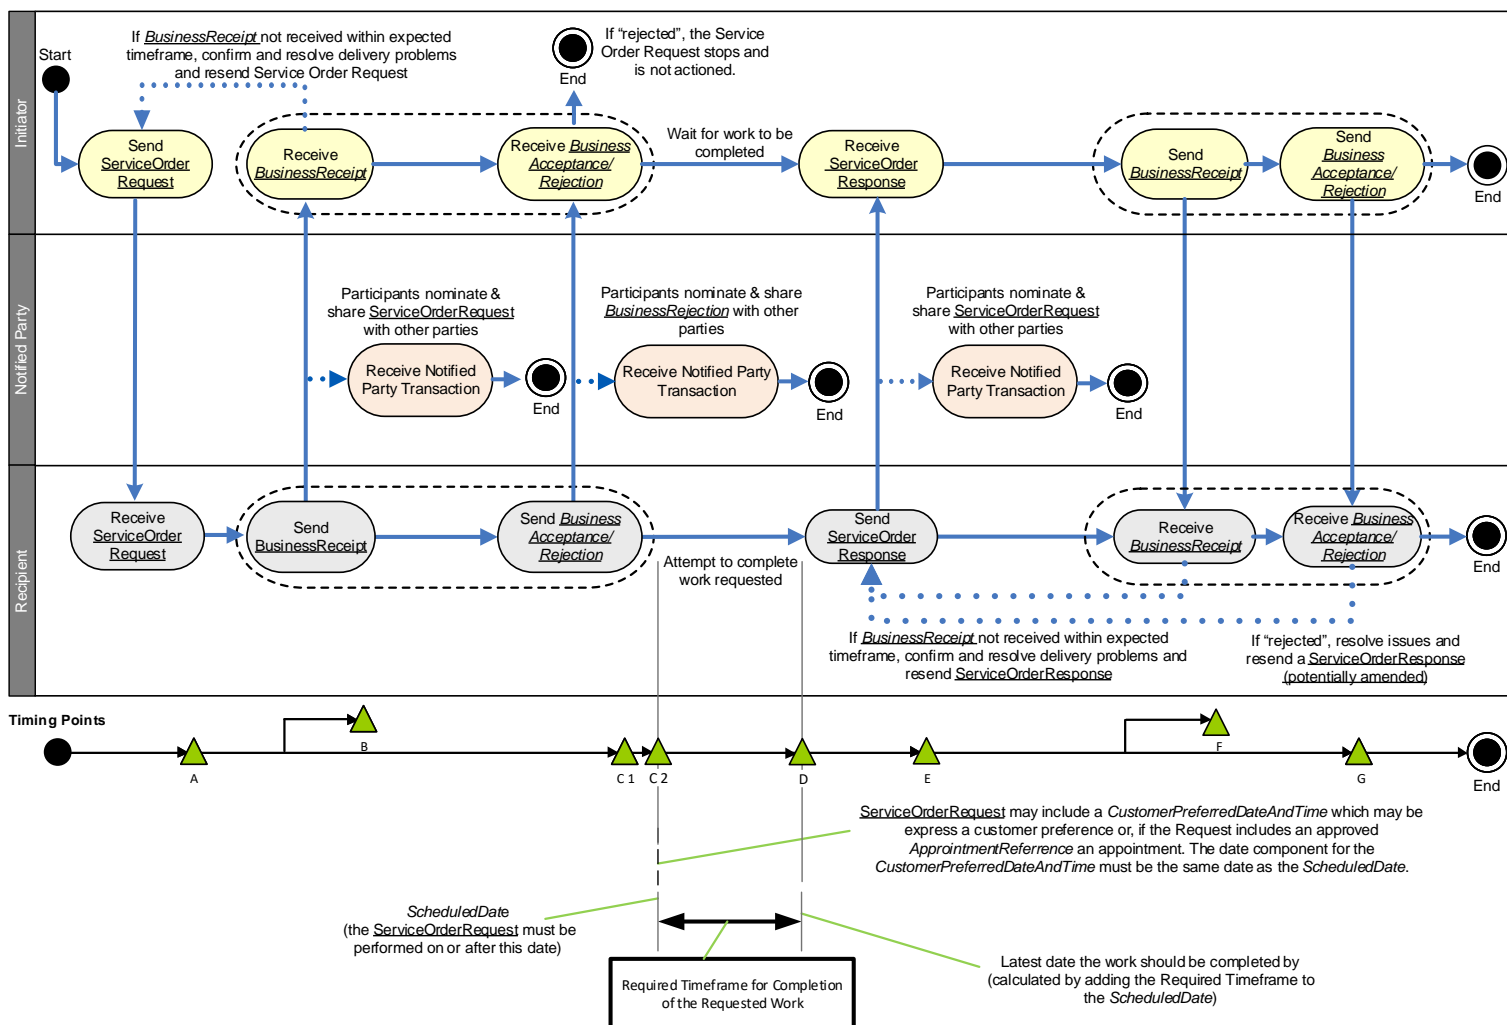 Initiator
Start
If BusinessReceipt not received within expected
timeframe, confirm and resolve delivery problems
and resend Service Order Request
End
If “rejected”, the Service
Order Request stops and
is not actioned.
Send
ServiceOrder
Request
Receive
BusinessReceipt
Receive Business
Acceptance/
Rejection
Wait for work to be
completed
Receive
ServiceOrder
Response
Send
BusinessReceipt
Send
Business
Acceptance/
Rejection
End
Notified Party
Participants nominate &
share ServiceOrderRequest
with other parties
Receive Notified
Party Transaction
End
Participants nominate & share
BusinessRejection with other
parties
Receive Notified Party
Transaction
End
Participants nominate &
share ServiceOrderRequest
with other parties
Receive Notified
Party Transaction
End
Recipient
Receive
ServiceOrder
Request
Send
BusinessReceipt
Send Business
Acceptance/
Rejection
Attempt to complete
work requested
Send
ServiceOrder
Response
Receive
BusinessReceipt
Receive Business
Acceptance/
Rejection
End
If BusinessReceipt not received within expected
timeframe, confirm and resolve delivery problems and
resend ServiceOrderResponse
If “rejected”, resolve issues and
resend a ServiceOrderResponse
(potentially amended)
Timing Points
A
B
C 1
C 2
D
E
F
G
End
ServiceOrderRequest may include a CustomerPreferredDateAndTime which may be
express a customer preference or, if the Request includes an approved
AppointmentReferrence an appointment. The date component for the
CustomerPreferredDateAndTime must be the same date as the ScheduledDate.
ScheduledDate
(the ServiceOrderRequest must be
performed on or after this date)
Required Timeframe for Completion
of the Requested Work
Latest date the work should be completed by
(calculated by adding the Required Timeframe to
the ScheduledDate)